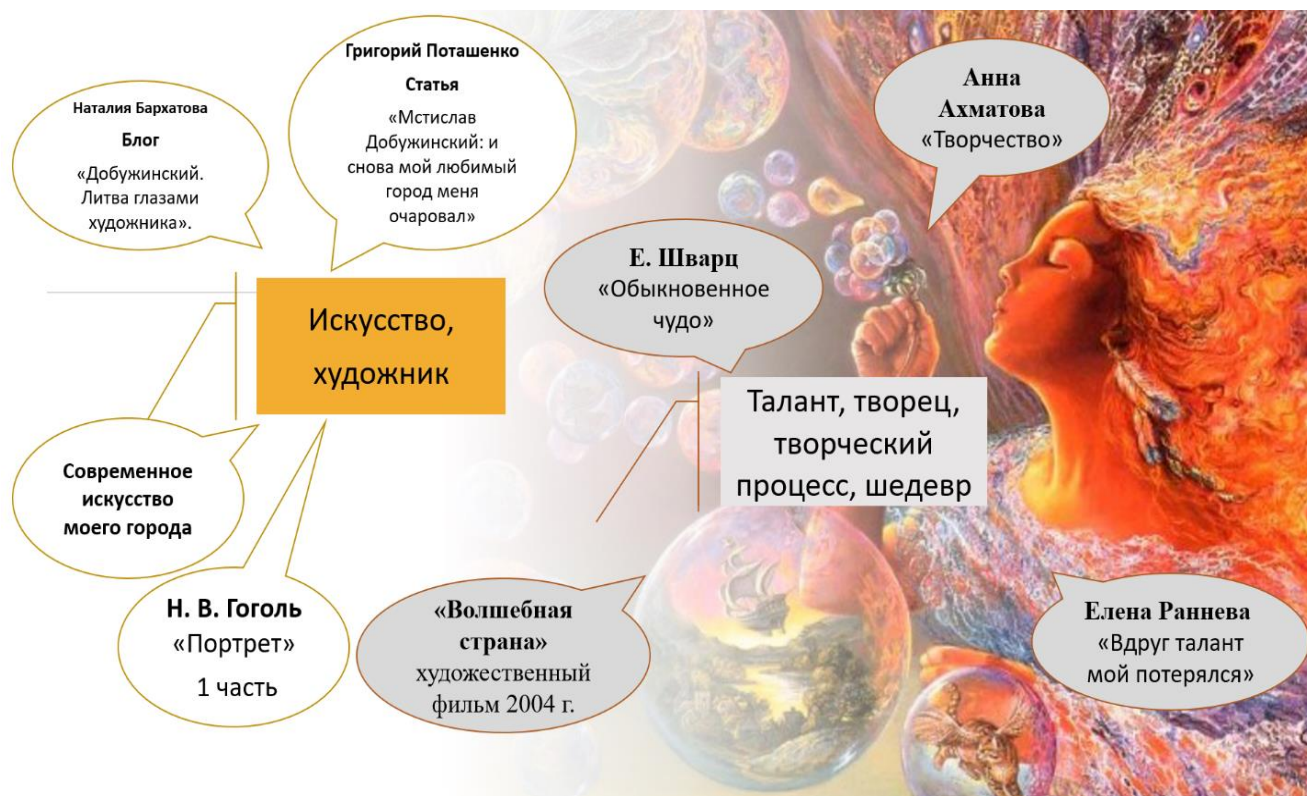 Наталия Бархатова
Блог
«Добужинский.
Литва глазами
художника».
Григорий Поташенко
Статья
«Мстислав
Добужинский: и
снова мой любимый
город меня
очаровал»
Искусство,
художник
Современное
искусство
моего города
Н. В. Гоголь
«Портрет»
1 часть
Анна
Ахматова
«Творчество»
Е. Шварц
«Обыкновенное
чудо»
Талант, творец,
творческий
процесс, шедевр
«Волшебная
страна»
художественный
фильм 2004 г.
Елена Раннева
«Вдруг талант
мой потерялся»